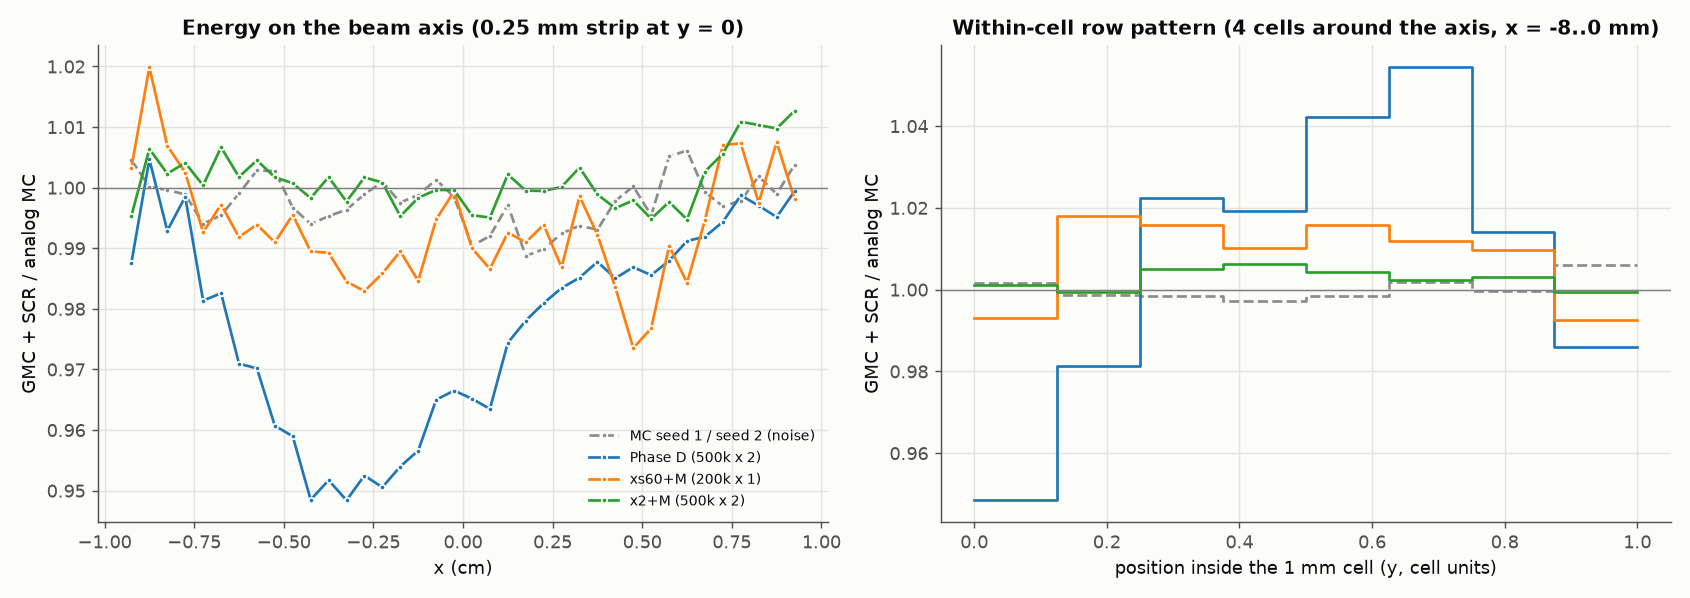 Energy on the beam axis (0.25 mm strip at y = 0)
GMC + SCR / analog MC
1.02
1.01
1.00
0.99
0.98
0.97
0.96
0.95
MC seed 1 / seed 2 (noise)
Phase D (500k x 2)
xs60+M (200k x 1)
x2+M (500k x 2)
−1.00 −0.75 −0.50 −0.25 0.00 0.25 0.50 0.75 1.00
x (cm)
Within-cell row pattern (4 cells around the axis, x = -8..0 mm)
GMC + SCR / analog MC
1.04
1.02
1.00
0.98
0.96
0.0 0.2 0.4 0.6 0.8 1.0
position inside the 1 mm cell (y, cell units)